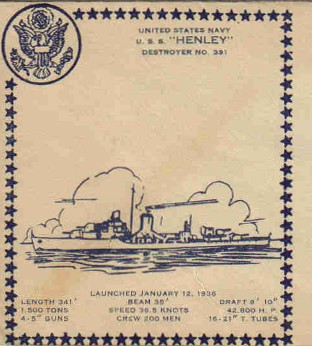 UNITED STATES NAVY
U. S. S. "HENLEY"
DESTROYER NO. 391
LAUNCHED JANUARY 12, 1936
LENGTH 341' BEAM 35' DRAFT 8' 10"
1,500 TONS SPEED 36.5 KNOTS 42,800 H. P.
4-5" GUNS CREW 200 MEN 16-21" T. TUBES